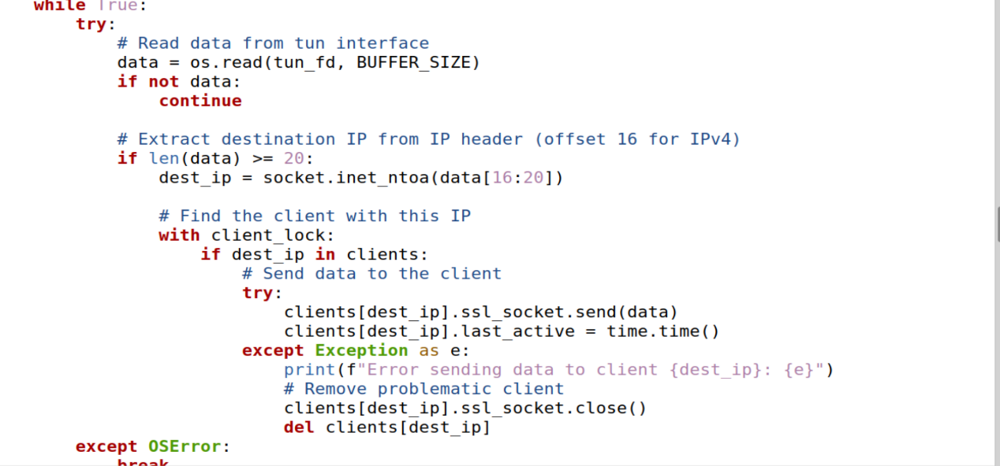 while True:
    try:
        # Read data from tun interface
        data = os.read(tun_fd, BUFFER_SIZE)
        if not data:
            continue

        # Extract destination IP from IP header (offset 16 for IPv4)
        if len(data) >= 20:
            dest_ip = socket.inet_ntoa(data[16:20])

            # Find the client with this IP
            with client_lock:
                if dest_ip in clients:
                    # Send data to the client
                    try:
                        clients[dest_ip].ssl_socket.send(data)
                        clients[dest_ip].last_active = time.time()
                    except Exception as e:
                        print(f"Error sending data to client {dest_ip}: {e}")
                        # Remove problematic client
                        clients[dest_ip].ssl_socket.close()
                        del clients[dest_ip]
    except OSError:
        break